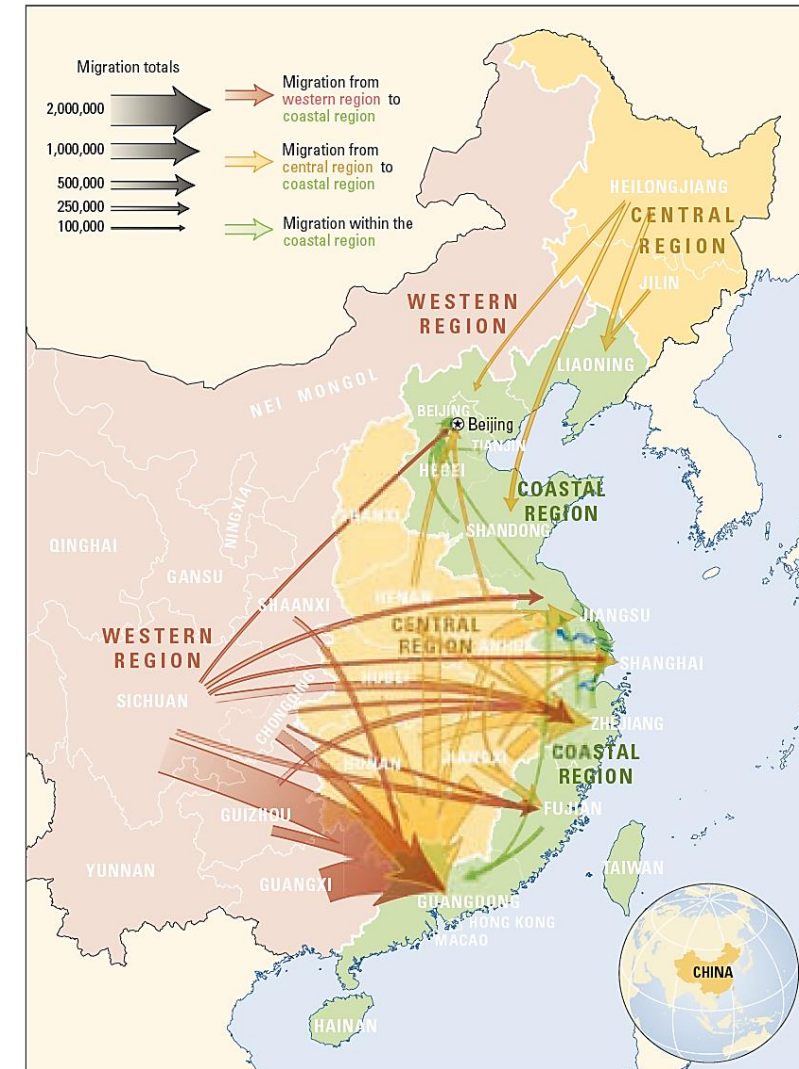 Migration totals
2,000,000
1,000,000
500,000
250,000
100,000
Migration from
western region to
coastal region
Migration from
central region to
coastal region
Migration within the
coastal region
HEILONGJIANG
CENTRAL
REGION
JILIN
WESTERN
REGION
LIAONING
NEI MONGOL
BEIJING
Beijing
TIANJIN
HEBEI
COASTAL
REGION
SHANXI
SHANDONG
NINGXIA
QINGHAI
GANSU
SHAANXI
HENAN
JIANGSU
CENTRAL
REGION
ANHUI
WESTERN
REGION
SHANGHAI
HUBEI
SICHUAN
CHONGQING
ZHEJIANG
COASTAL
REGION
HUNAN
JIANGXI
GUIZHOU
FUJIAN
YUNNAN
GUANGXI
TAIWAN
GUANGDONG
HONG KONG
MACAO
HAINAN
CHINA